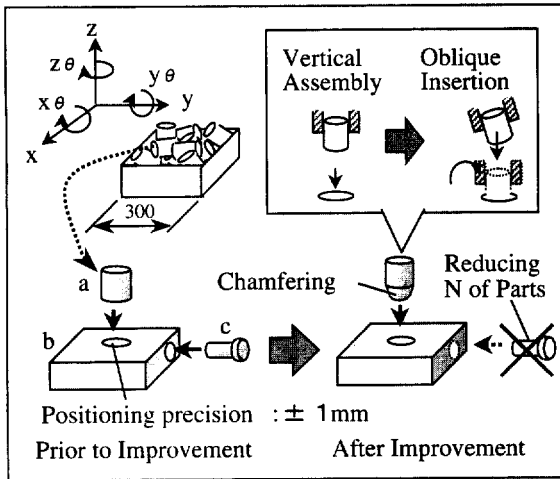 z
zθ
yθ
xθ
y
x
300
Vertical
Assembly
Oblique
Insertion
a
Chamfering
Reducing
N of Parts
b
c
Positioning precision : ± 1mm
Prior to Improvement
After Improvement